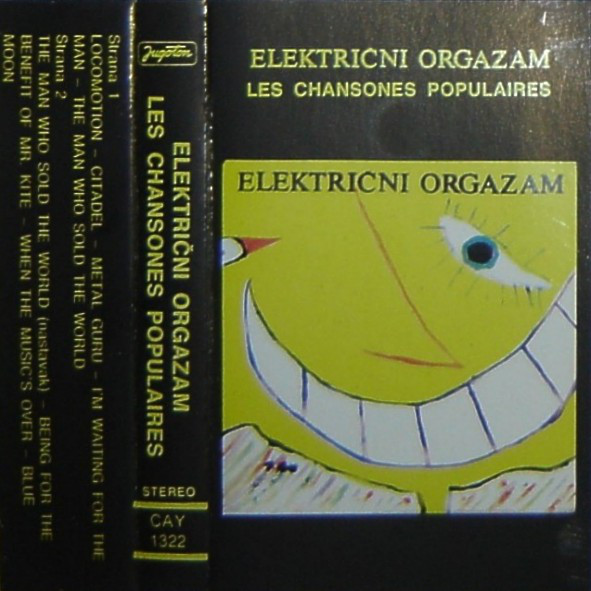 Strana 1
LOCOMOTION – CITADEL – METAL GURU – I'M WAITING FOR THE
MAN – THE MAN WHO SOLD THE WORLD
Strana 2
THE MAN WHO SOLD THE WORLD (nastavak) – BEING FOR THE
BENEFIT OF MR. KITE – WHEN THE MUSIC'S OVER – BLUE
MOON
Jugoton
ELEKTRIČNI ORGAZAM
LES CHANSONES POPULAIRES
STEREO
CAY
1322
ELEKTRIČNI ORGAZAM
LES CHANSONES POPULAIRES
ELEKTRIČNI ORGAZAM